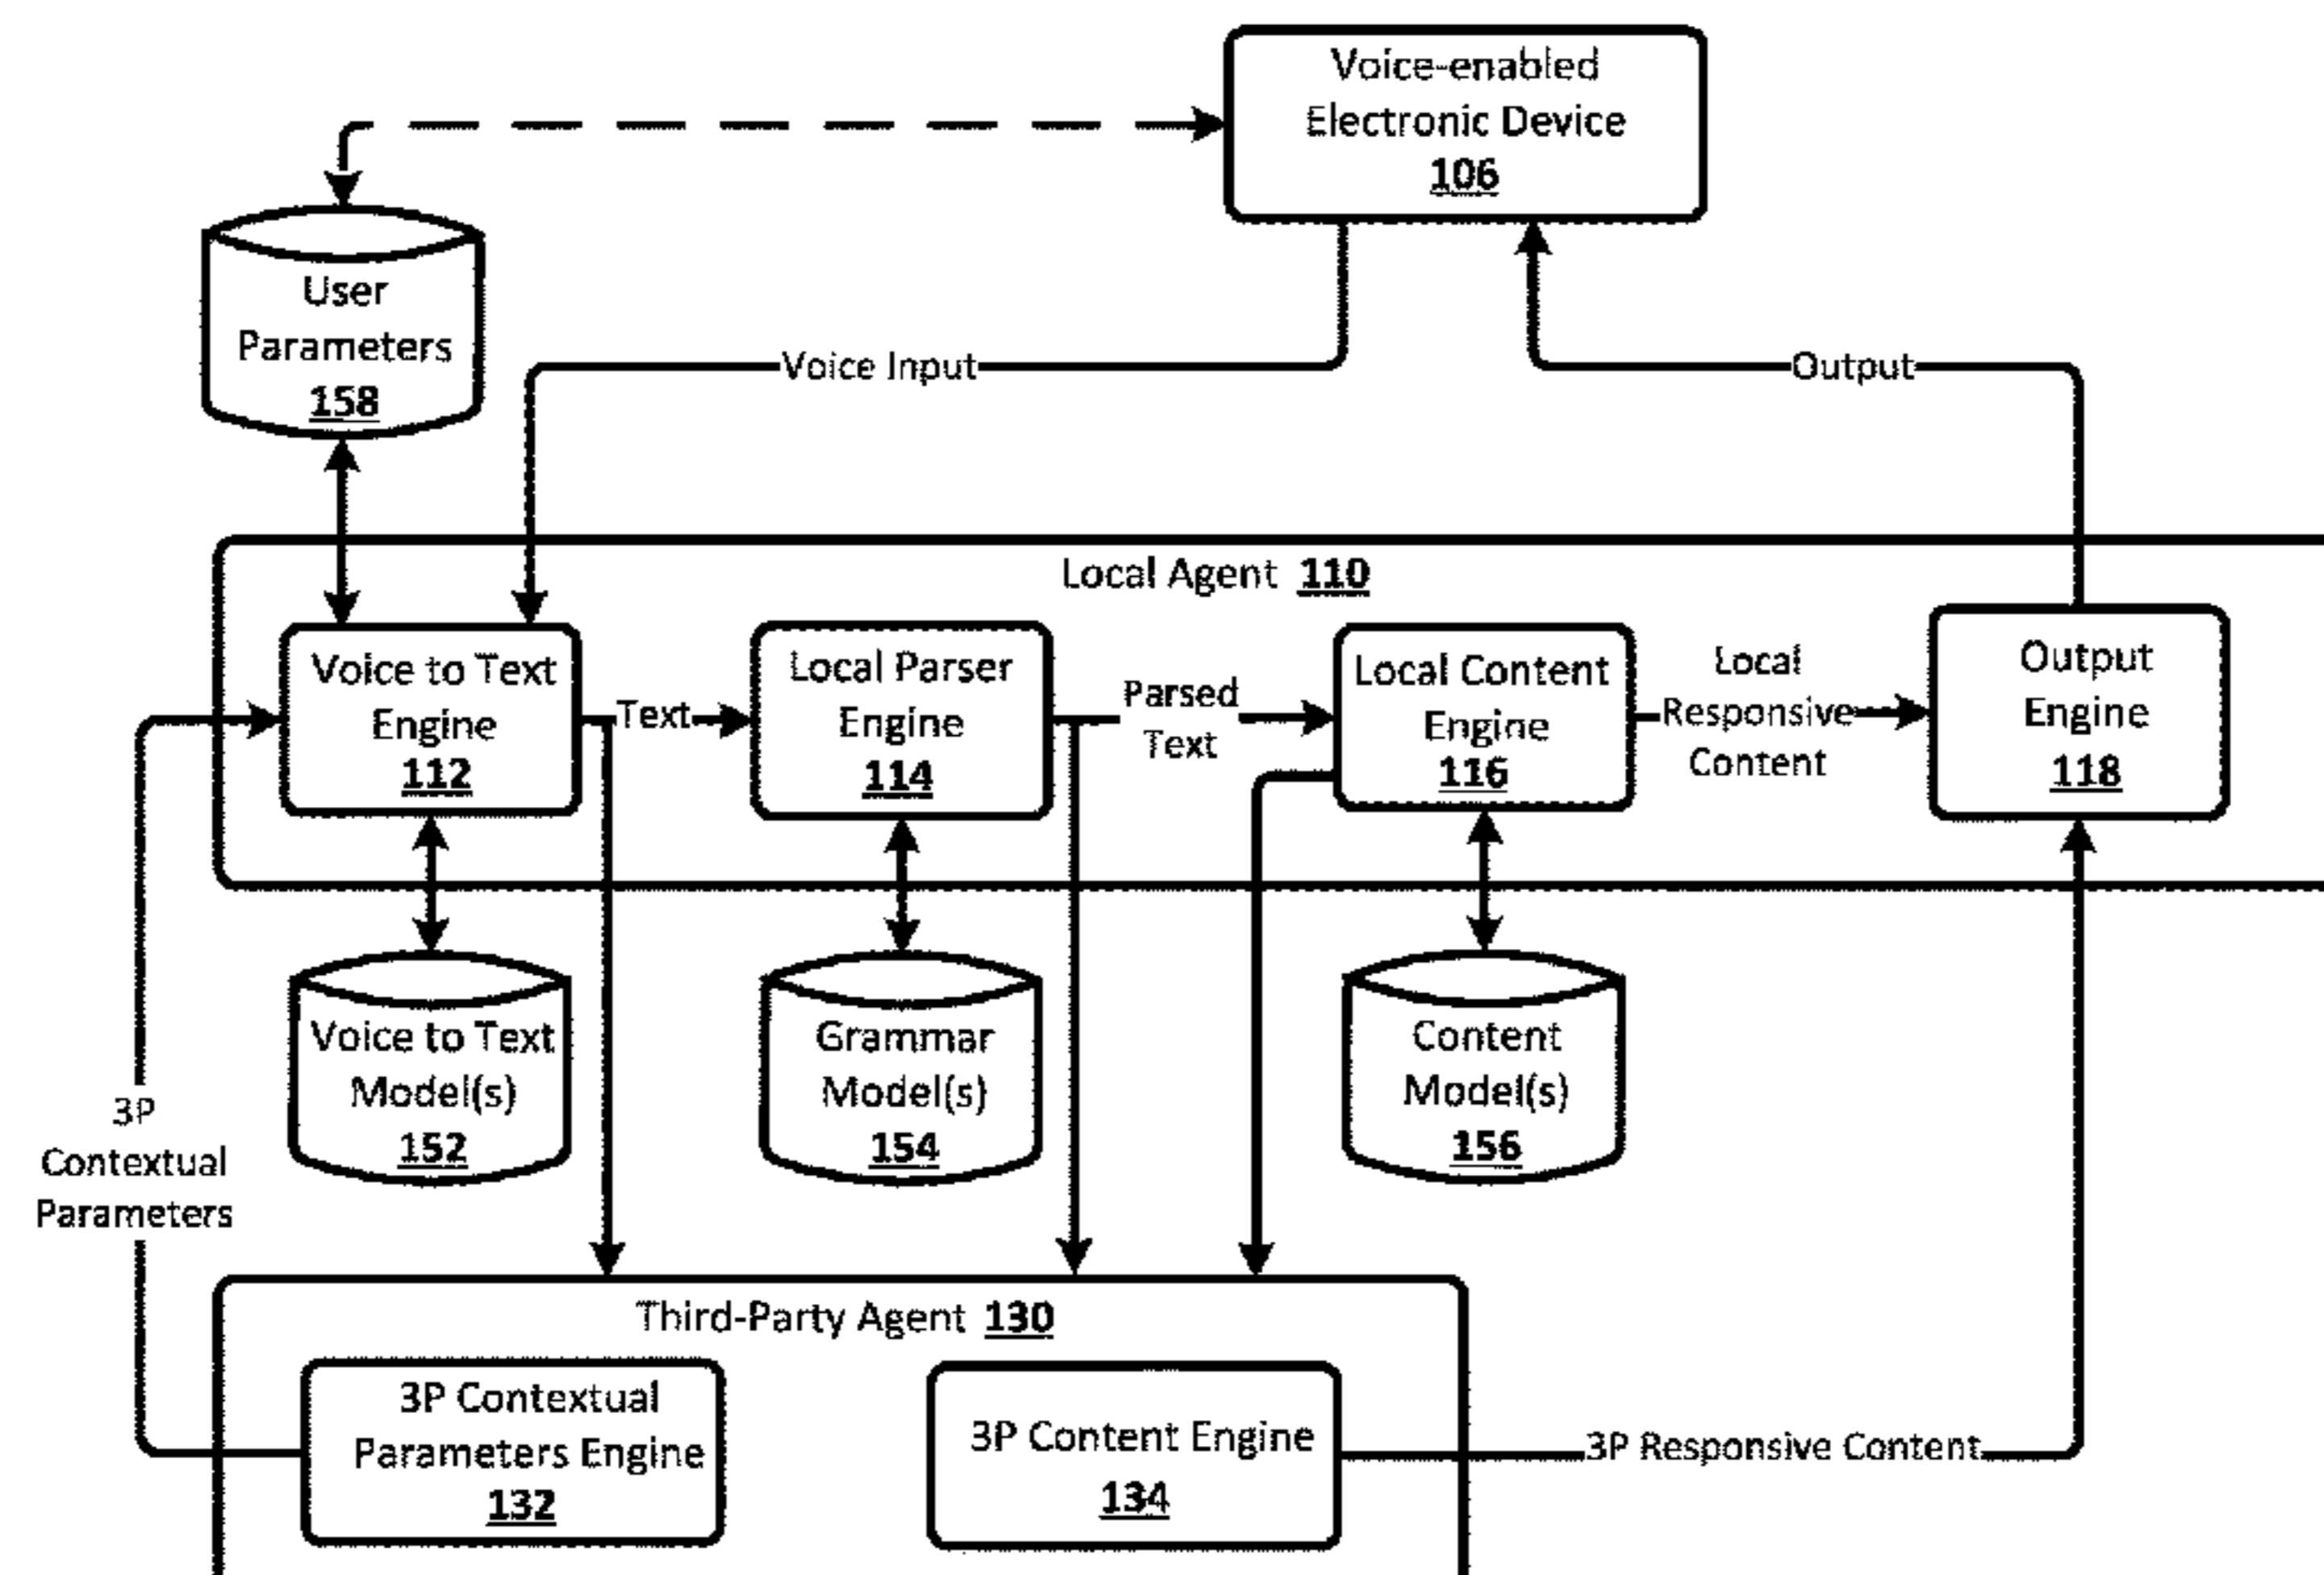 Voice-enabled
Electronic Device
106
User
Parameters
158
Voice Input
Output
Local Agent 110
Voice to Text
Engine
112
Text
Local Parser
Engine
114
Parsed
Text
Local Content
Engine
116
Local
Responsive
Content
Output
Engine
118
Voice to Text
Model(s)
152
Grammar
Model(s)
154
Content
Model(s)
156
3P
Contextual
Parameters
Third-Party Agent 130
3P Contextual
Parameters Engine
132
3P Content Engine
134
3P Responsive Content